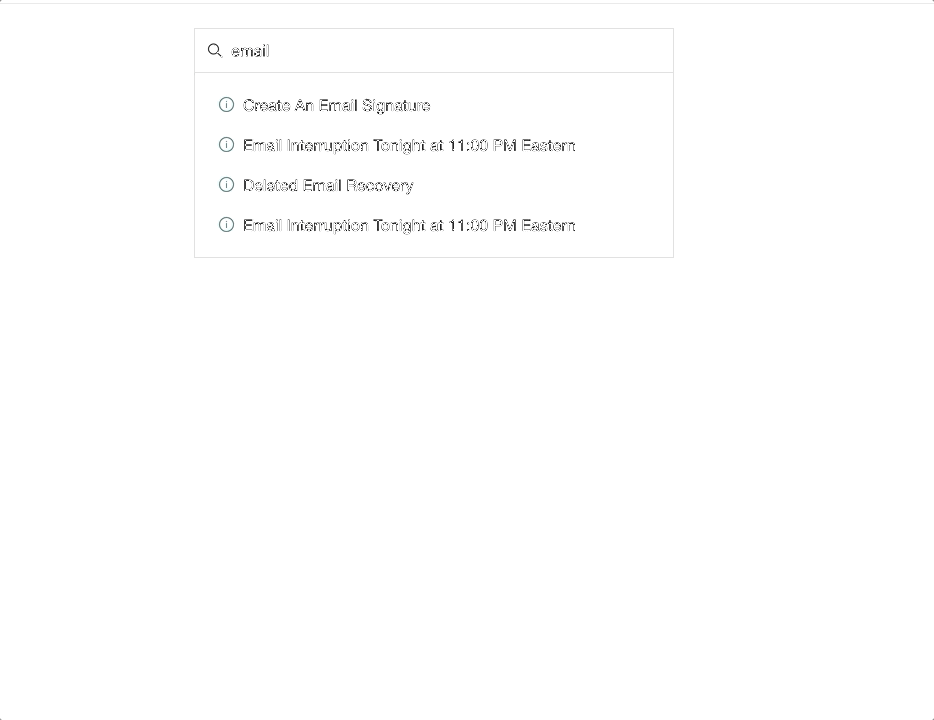 email
Create An Email Signature
Email Interruption Tonight at 11:00 PM Eastern
Deleted Email Recovery
Email Interruption Tonight at 11:00 PM Eastern